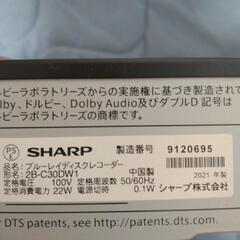 ルビーラボラトリーズからの実施権に基づき製造されて
lby、ドルビー、Dolby Audio及びダブルD 記号は
ビーラボラトリーズの商標です。
PSE SHARP 製造番号 9120695
ブルーレイディスクレコーダー 2021 年製
形名：2B-C30DW1 中国製
定格電圧 100V 定格周波数 50/60Hz
定格消費電力 22W 電源切時 0.1W シャープ株式会社
r DTS patents, see http://patents.dts.com